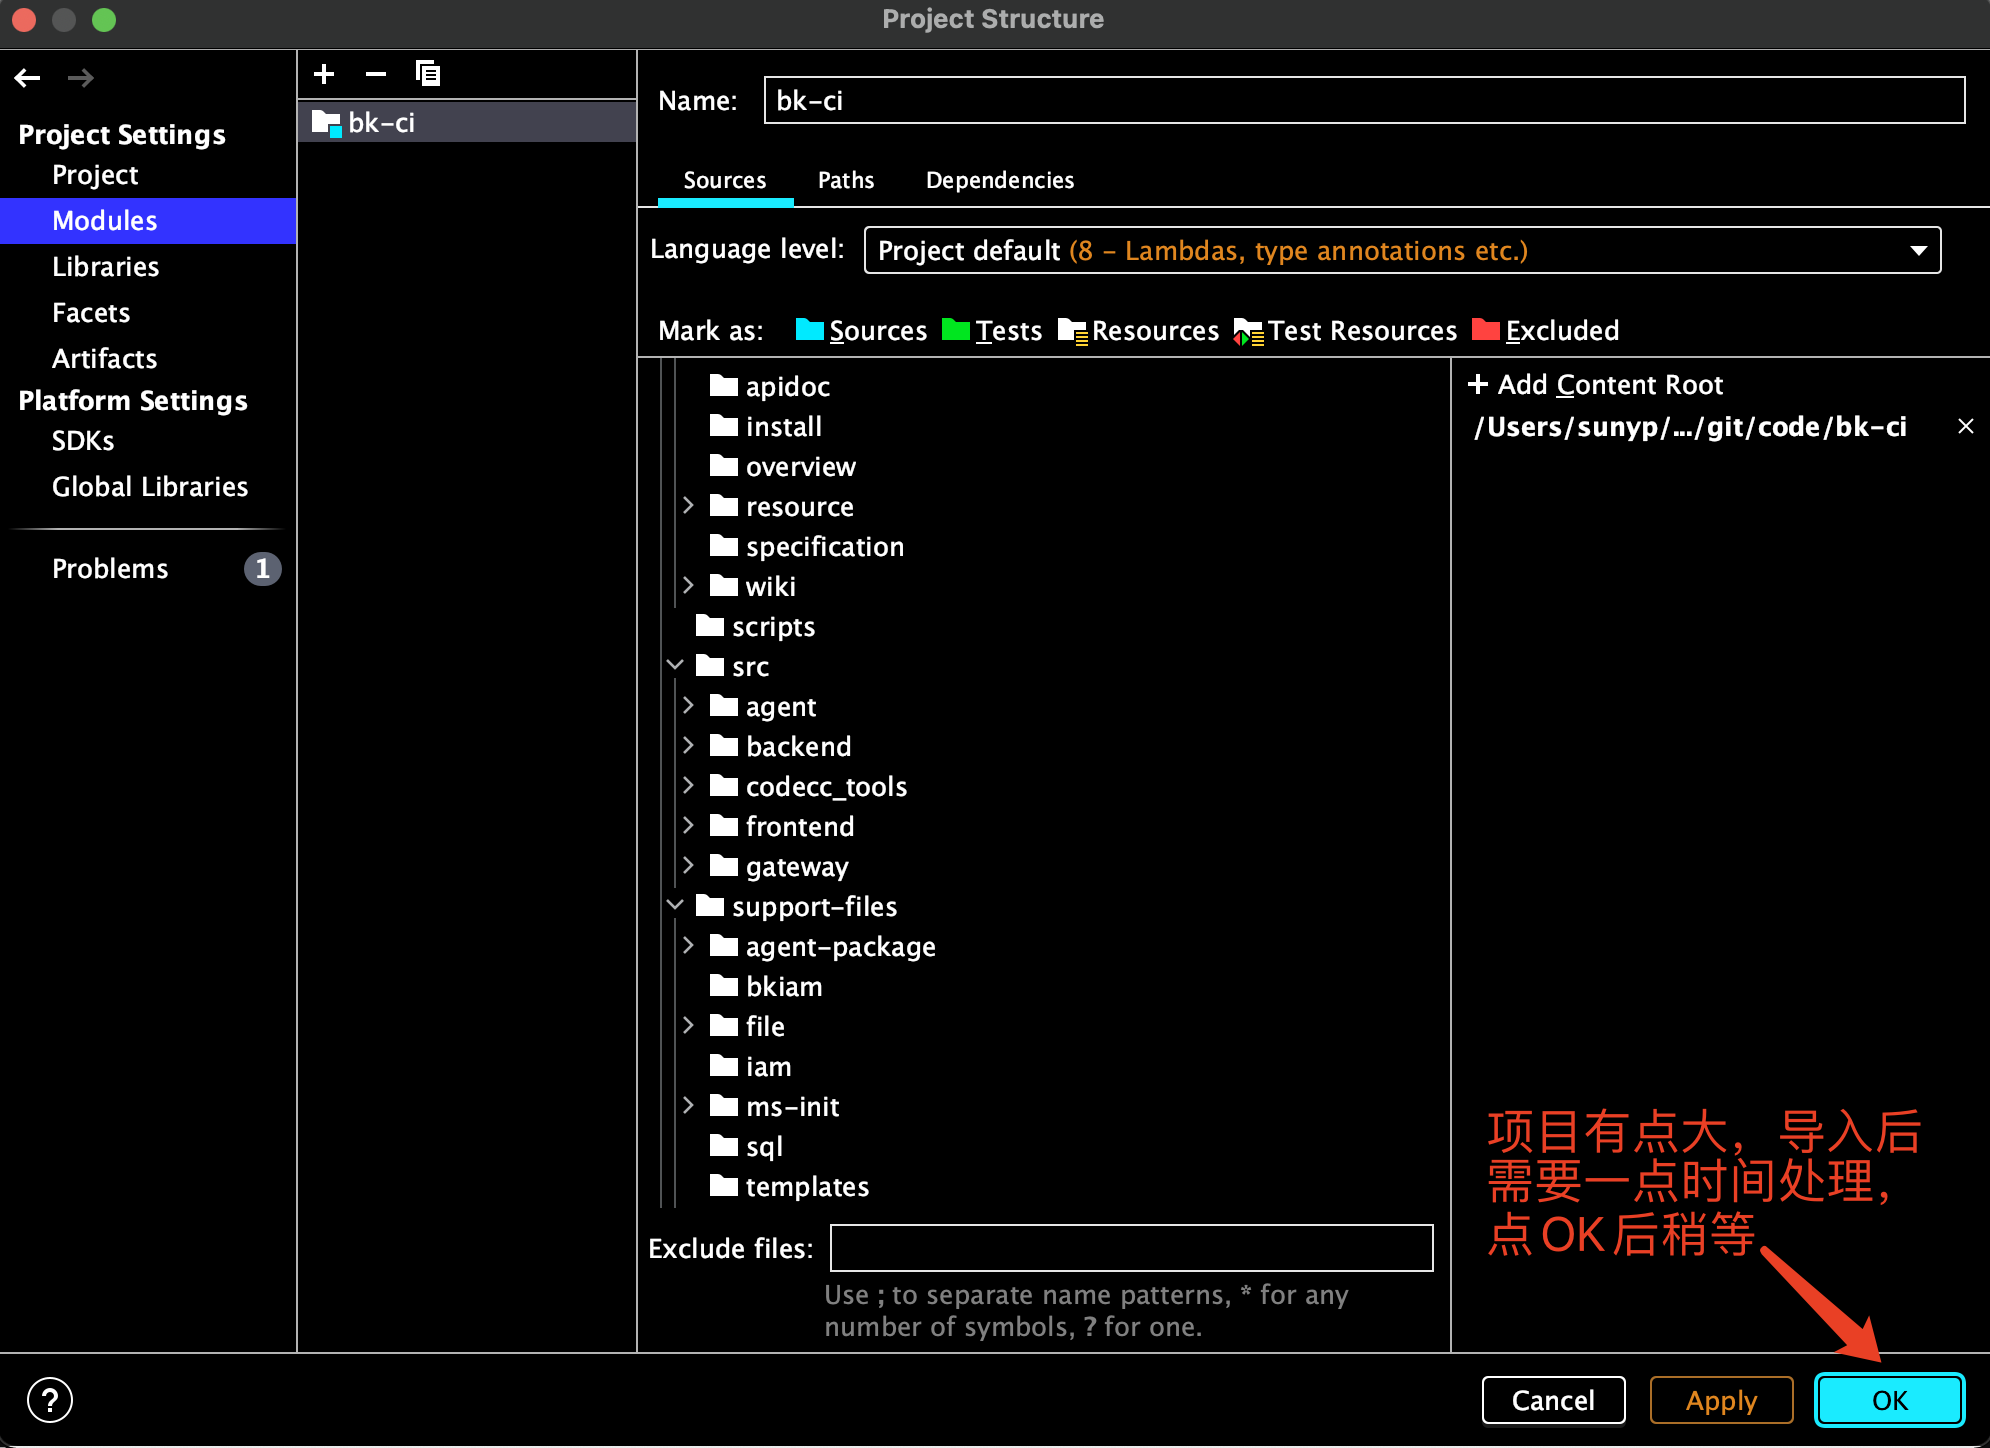 Project Structure
Project Settings
Project
Modules
Libraries
Facets
Artifacts
Platform Settings
SDKs
Global Libraries
Problems
1
bk-ci
Name:
bk-ci
Sources
Paths
Dependencies
Language level:
Project default (8 – Lambdas, type annotations etc.)
Mark as:
Sources
Tests
Resources
Test Resources
Excluded
apidoc
install
overview
resource
specification
wiki
scripts
src
agent
backend
codecc_tools
frontend
gateway
support-files
agent-package
bkiam
file
iam
ms-init
sql
templates
Exclude files:
Use ; to separate name patterns, * for any
number of symbols, ? for one.
+ Add Content Root
/Users/sunyp/.../git/code/bk-ci
项目有点大，导入后
需要一点时间处理，
点OK后稍等
?
Cancel
Apply
OK